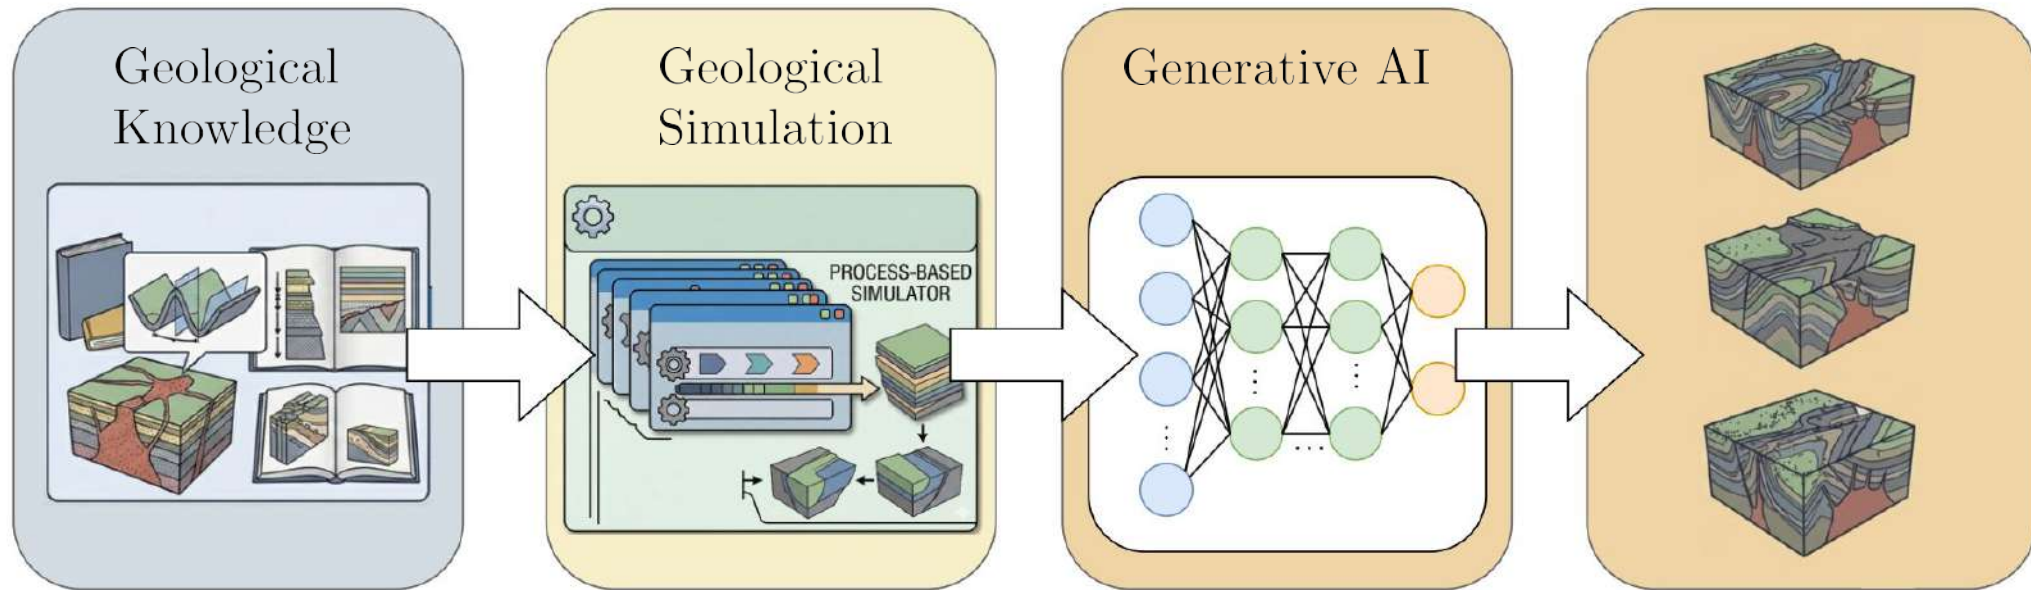 Geological
Knowledge
Geological
Simulation
PROCESS-BASED
SIMULATOR
Generative AI